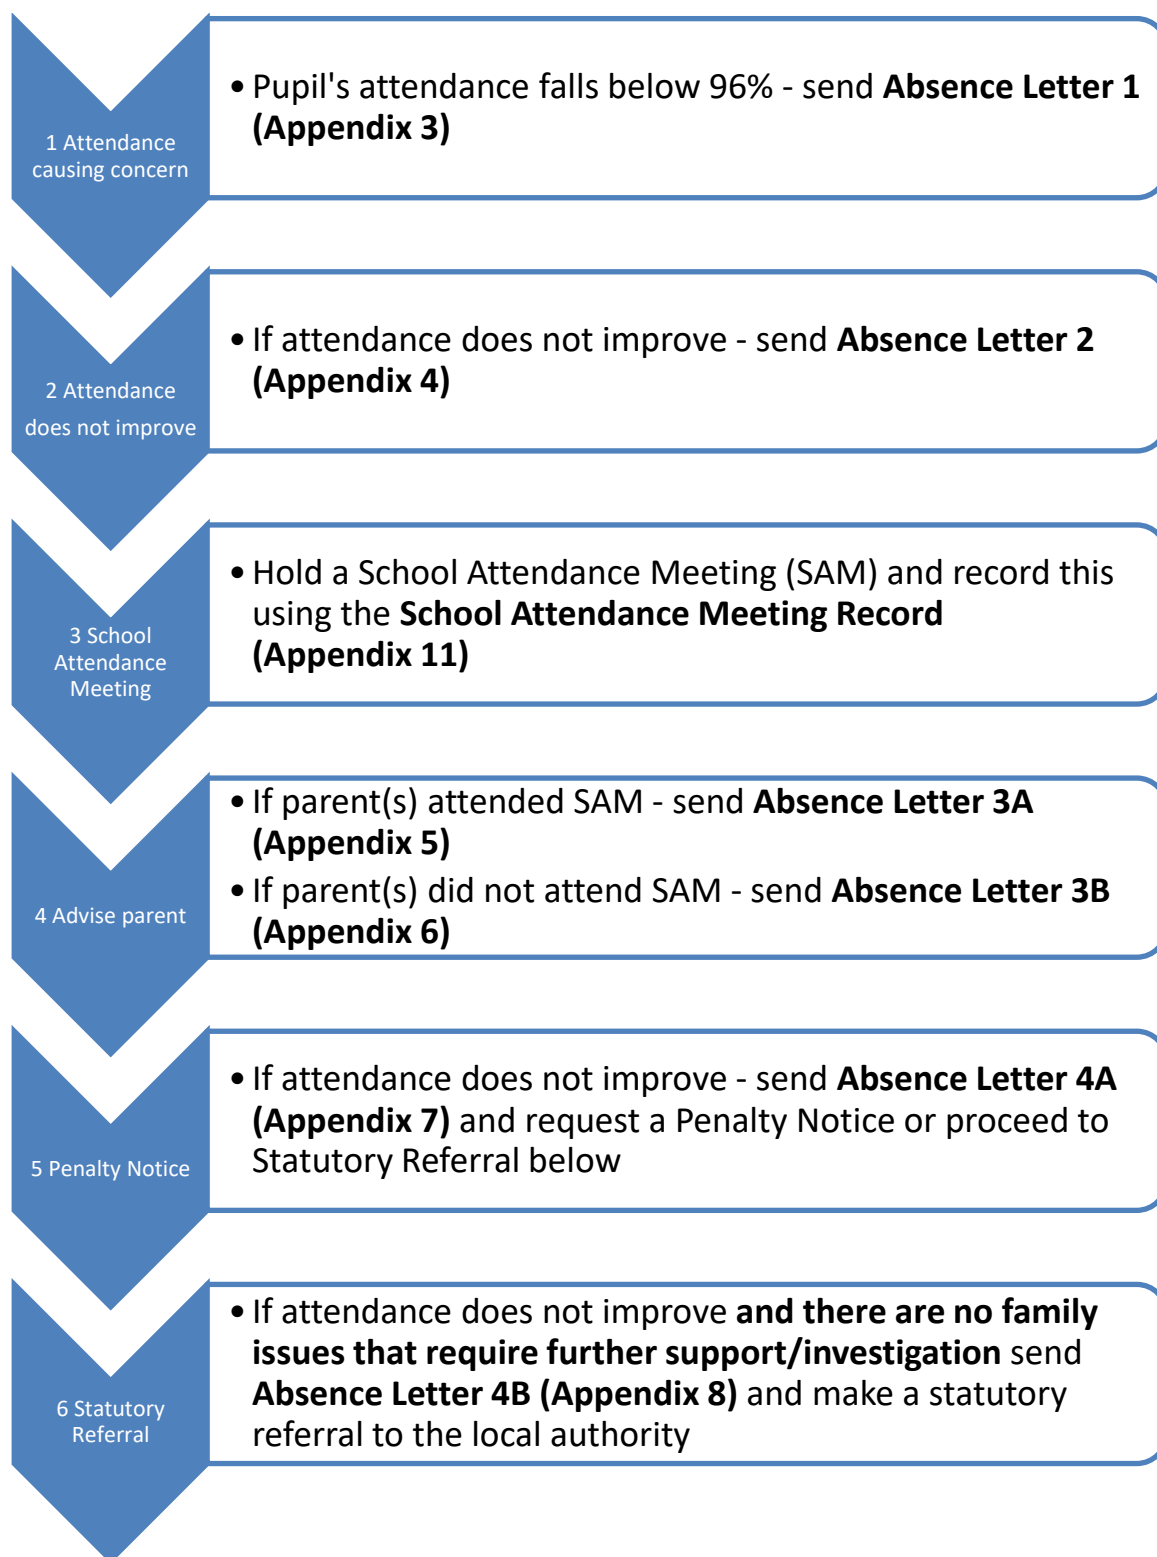 1 Attendance
causing concern
• Pupil's attendance falls below 96% - send Absence Letter 1
(Appendix 3)
2 Attendance
does not improve
• If attendance does not improve - send Absence Letter 2
(Appendix 4)
3 School
Attendance
Meeting
• Hold a School Attendance Meeting (SAM) and record this
using the School Attendance Meeting Record
(Appendix 11)
4 Advise parent
• If parent(s) attended SAM - send Absence Letter 3A
(Appendix 5)
• If parent(s) did not attend SAM - send Absence Letter 3B
(Appendix 6)
5 Penalty Notice
• If attendance does not improve - send Absence Letter 4A
(Appendix 7) and request a Penalty Notice or proceed to
Statutory Referral below
6 Statutory
Referral
• If attendance does not improve and there are no family
issues that require further support/investigation send
Absence Letter 4B (Appendix 8) and make a statutory
referral to the local authority